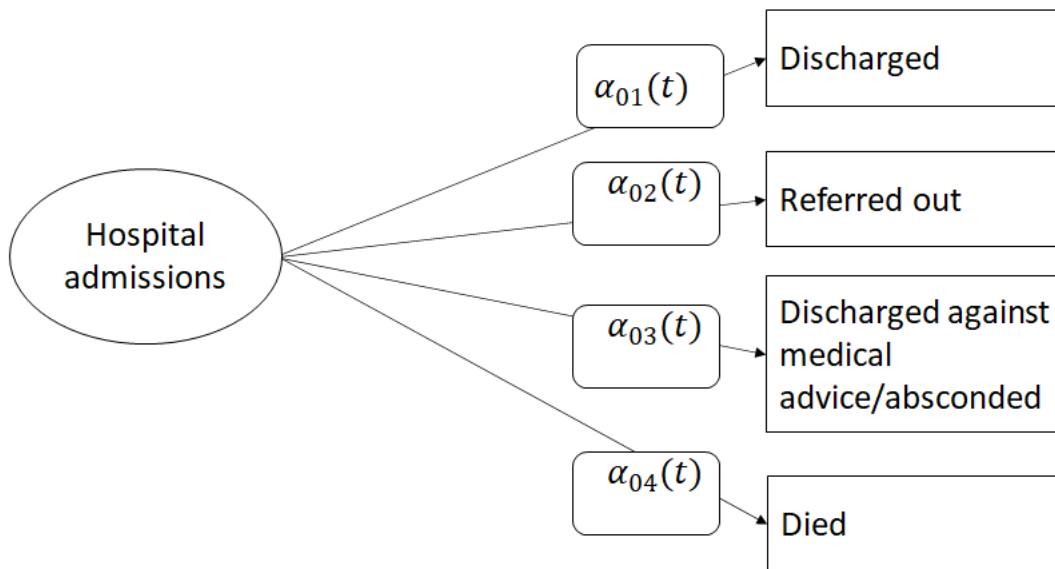 Hospital
admissions
α₀₁(t)
Discharged
α₀₂(t)
Referred out
α₀₃(t)
Discharged against
medical
advice/absconded
α₀₄(t)
Died